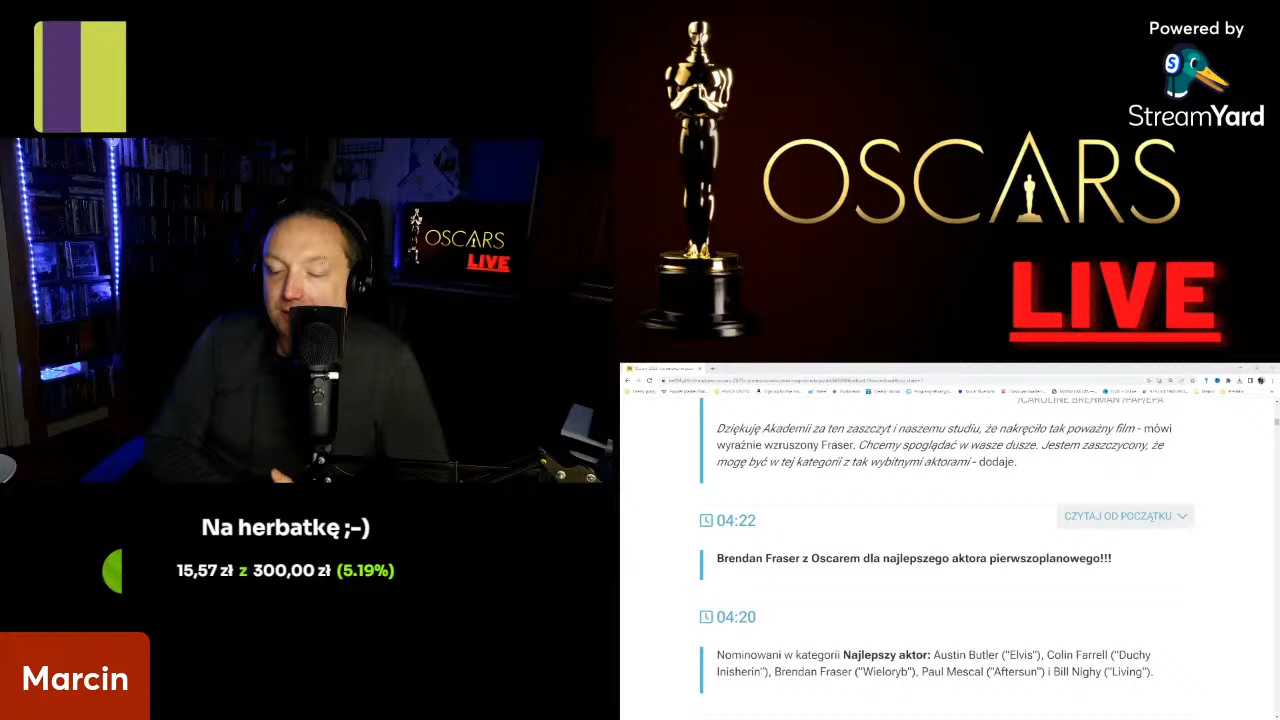 Powered by
StreamYard
OSCARS
LIVE
OSCARS
LIVE
/CAROLINE BREHMAN /PAP/EPA
Dziękuję Akademii za ten zaszczyt i naszemu studiu, że nakręciło tak poważny film - mówi
wyraźnie wzruszony Fraser. Chcemy spoglądać w wasze dusze. Jestem zaszczycony, że
mogę być w tej kategorii z tak wybitnymi aktorami - dodaje.
04:22
CZYTAJ OD POCZĄTKU
Brendan Fraser z Oscarem dla najlepszego aktora pierwszoplanowego!!!
04:20
Nominowani w kategorii Najlepszy aktor: Austin Butler ("Elvis"), Colin Farrell ("Duchy
Inisherin"), Brendan Fraser ("Wieloryb"), Paul Mescal ("Aftersun") i Bill Nighy ("Living").
Na herbatkę ;-)
15,57 zł z 300,00 zł (5.19%)
Marcin